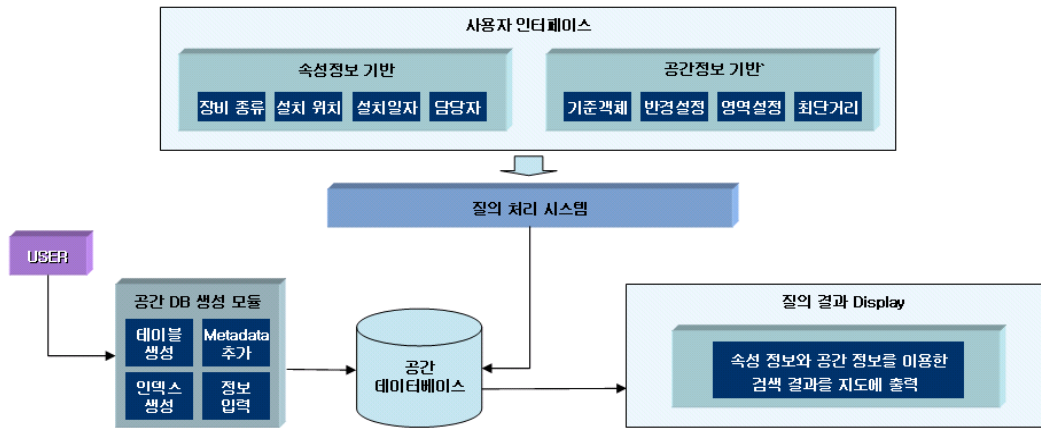 사용자 인터페이스
속성정보 기반
공간정보 기반`
장비 종류
설치 위치
설치일자
담당자
기준객체
반경설정
영역설정
최단거리
질의 처리 시스템
USER
공간 DB 생성 모듈
테이블
생성
Metadata
추가
인덱스
생성
정보
입력
공간
데이터베이스
질의 결과 Display
속성 정보와 공간 정보를 이용한
검색 결과를 지도에 출력